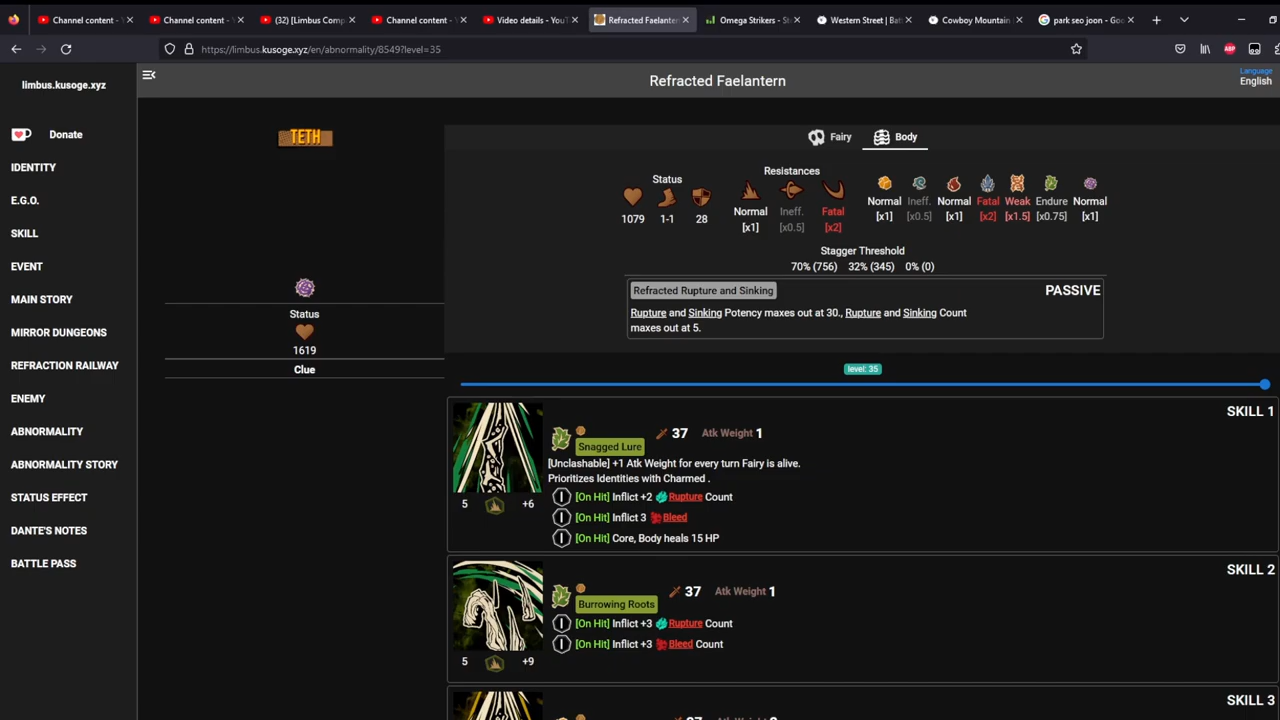 Channel content - Y
Channel content - V
(32) [Limbus Comp
Channel content - V
Video details - YouT
Refracted Faelanter
Omega Strikers - St
Western Street | Bat
Cowboy Mountain
park seo joon - Goo
https://limbus.kusoge.xyz/en/abnormality/8549?level=35
limbus.kusoge.xyz
Refracted Faelantern
Language
English
Donate
IDENTITY
E.G.O.
SKILL
EVENT
MAIN STORY
MIRROR DUNGEONS
REFRACTION RAILWAY
ENEMY
ABNORMALITY
ABNORMALITY STORY
STATUS EFFECT
DANTE'S NOTES
BATTLE PASS
TETH
Status
1619
Clue
Fairy
Body
Status
1079 1-1 28
Resistances
Normal Ineff. Fatal
[x1] [x0.5] [x2]
Normal Ineff. Normal Fatal Weak Endure Normal
[x1] [x0.5] [x1] [x2] [x1.5] [x0.75] [x1]
Stagger Threshold
70% (756) 32% (345) 0% (0)
Refracted Rupture and Sinking PASSIVE
Rupture and Sinking Potency maxes out at 30., Rupture and Sinking Count
maxes out at 5.
level: 35
SKILL 1
37 Atk Weight 1
Snagged Lure
[Unclashable] +1 Atk Weight for every turn Fairy is alive.
Prioritizes Identities with Charmed .
I [On Hit] Inflict +2 Rupture Count
I [On Hit] Inflict 3 Bleed
I [On Hit] Core, Body heals 15 HP
5 +6
SKILL 2
37 Atk Weight 1
Burrowing Roots
I [On Hit] Inflict +3 Rupture Count
I [On Hit] Inflict +3 Bleed Count
5 +9
SKILL 3